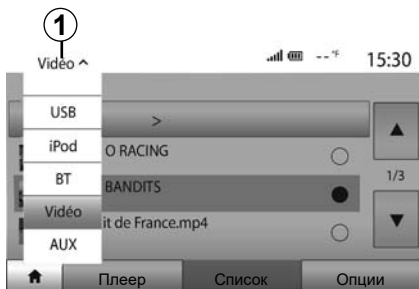 1
Vidéo ^ --°F 15:30
USB
>
iPod O RACING
BT BANDITS
1/3
Vidéo it de France.mp4
AUX
Плеер Список Опции